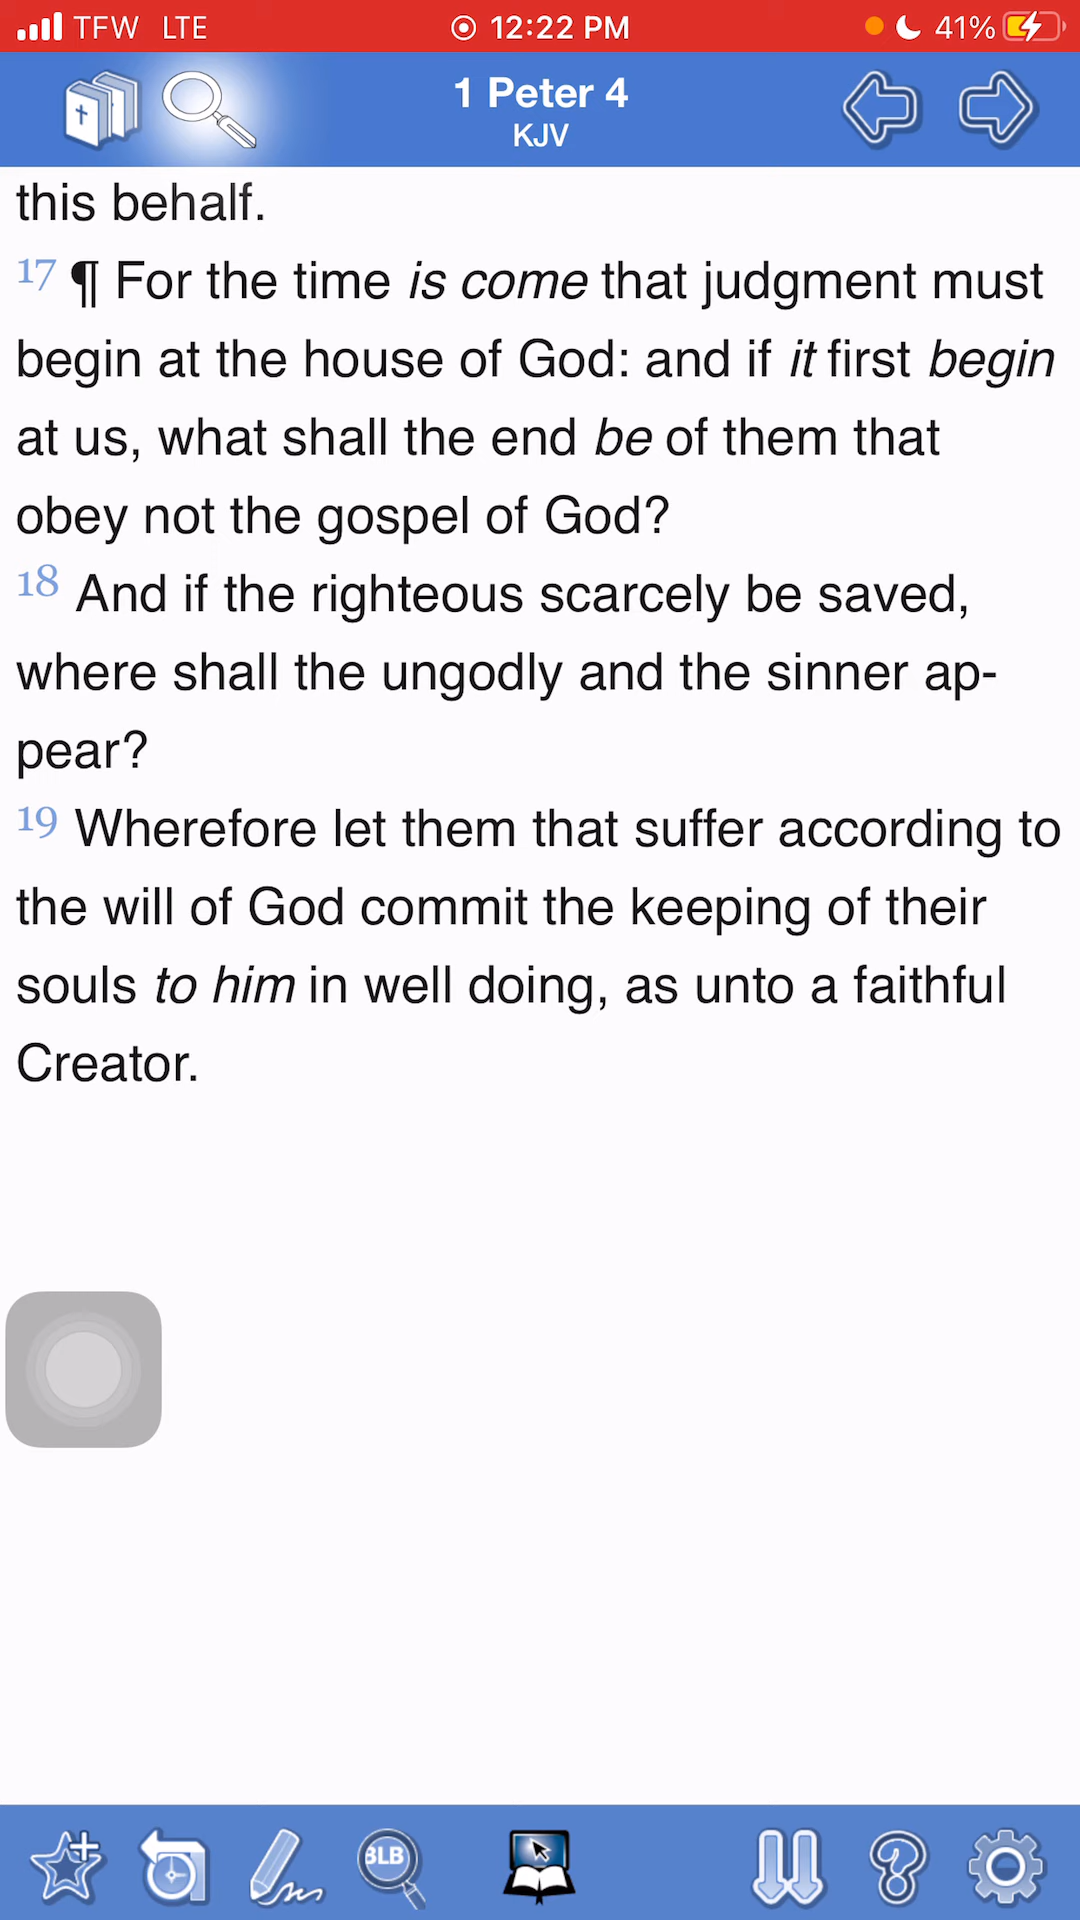 TFW LTE 12:22 PM 41%
1 Peter 4
KJV
this behalf.
17 ¶ For the time is come that judgment must
begin at the house of God: and if it first begin
at us, what shall the end be of them that
obey not the gospel of God?
18 And if the righteous scarcely be saved,
where shall the ungodly and the sinner ap-
pear?
19 Wherefore let them that suffer according to
the will of God commit the keeping of their
souls to him in well doing, as unto a faithful
Creator.
BLB